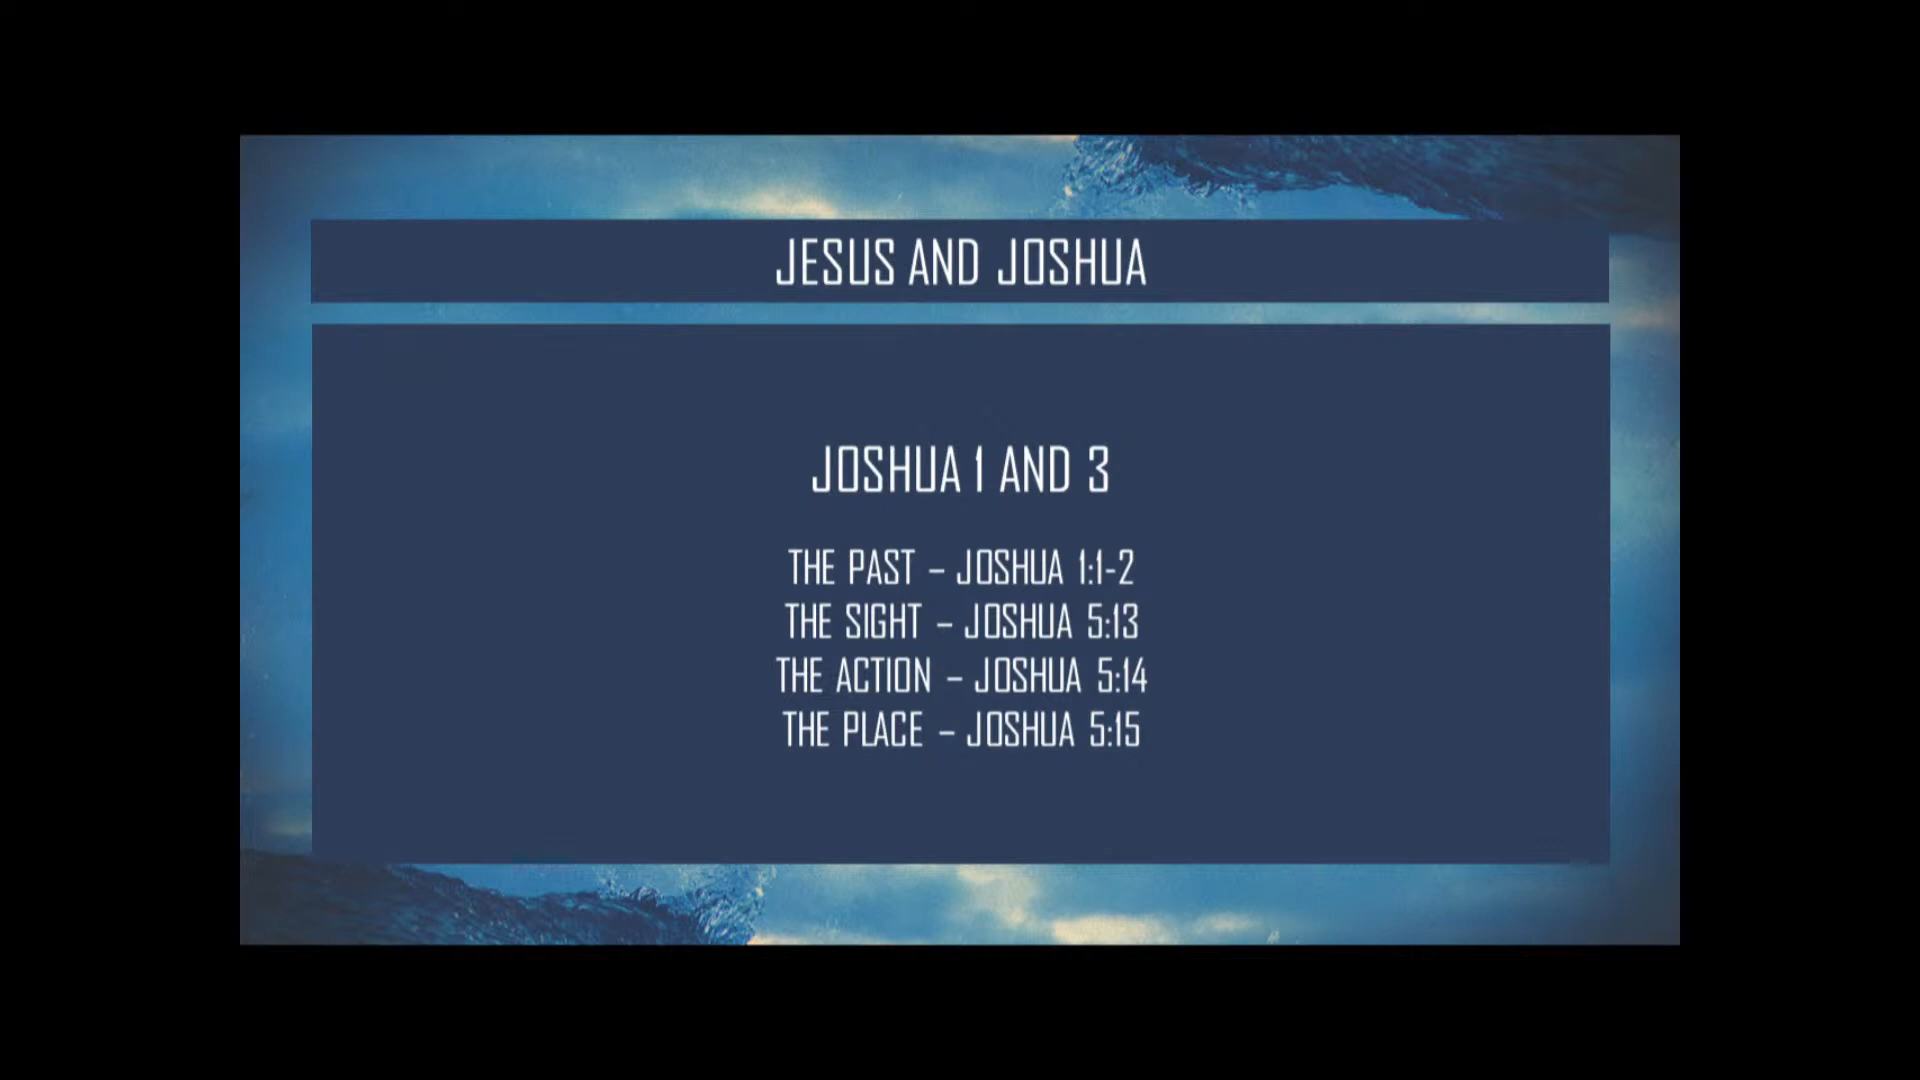 JESUS AND JOSHUA
JOSHUA 1 AND 3
THE PAST – JOSHUA 1:1-2
THE SIGHT – JOSHUA 5:13
THE ACTION – JOSHUA 5:14
THE PLACE – JOSHUA 5:15